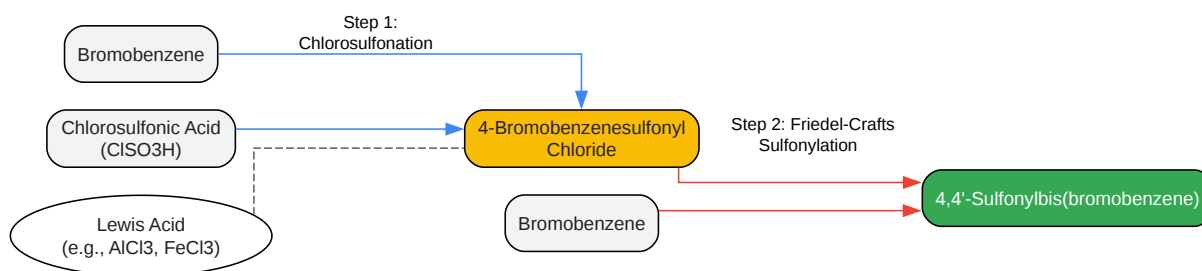 Step 1:
Chlorosulfonation
Bromobenzene
Chlorosulfonic Acid
(ClSO3H)
4-Bromobenzenesulfonyl
Chloride
Step 2: Friedel-Crafts
Sulfonylation
4,4'-Sulfonylbis(bromobenzene)
Bromobenzene
Lewis Acid
(e.g., AlCl3, FeCl3)